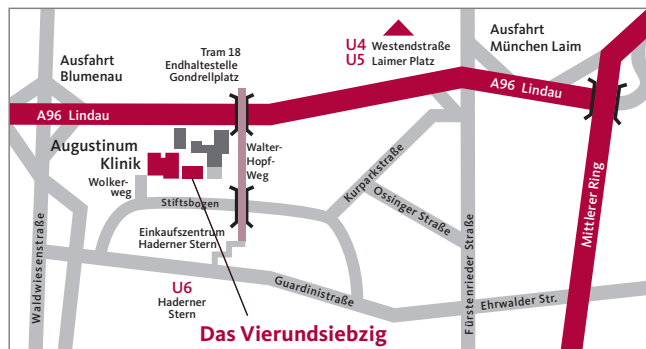 Ausfahrt
Blumenau
Tram 18
Endhaltestelle
Gondrellplatz
U4 Westendstraße
U5 Laimer Platz
Ausfahrt
München Laim
A96 Lindau
A96 Lindau
Augustinum
Klinik
Walter-
Hopf-
Weg
Wolker-
weg
Stiftsbogen
Kurparkstraße
Ossinger Straße
Einkaufszentrum
Haderner Stern
U6
Haderner
Stern
Guardinistraße
Ehrwalder Str.
Waldwiesenstraße
Fürstenrieder Straße
Mittlerer Ring
Das Vierundsiebzig